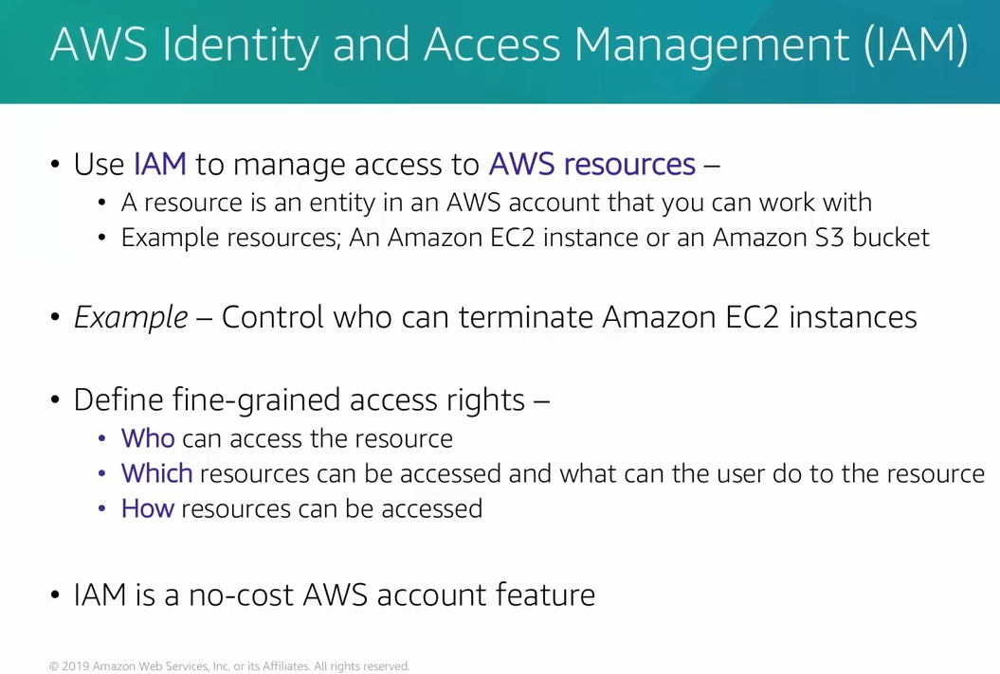 AWS Identity and Access Management (IAM)
• Use IAM to manage access to AWS resources –
• A resource is an entity in an AWS account that you can work with
• Example resources; An Amazon EC2 instance or an Amazon S3 bucket
• Example – Control who can terminate Amazon EC2 instances
• Define fine-grained access rights –
• Who can access the resource
• Which resources can be accessed and what can the user do to the resource
• How resources can be accessed
• IAM is a no-cost AWS account feature
© 2019 Amazon Web Services, Inc. or its Affiliates. All rights reserved.